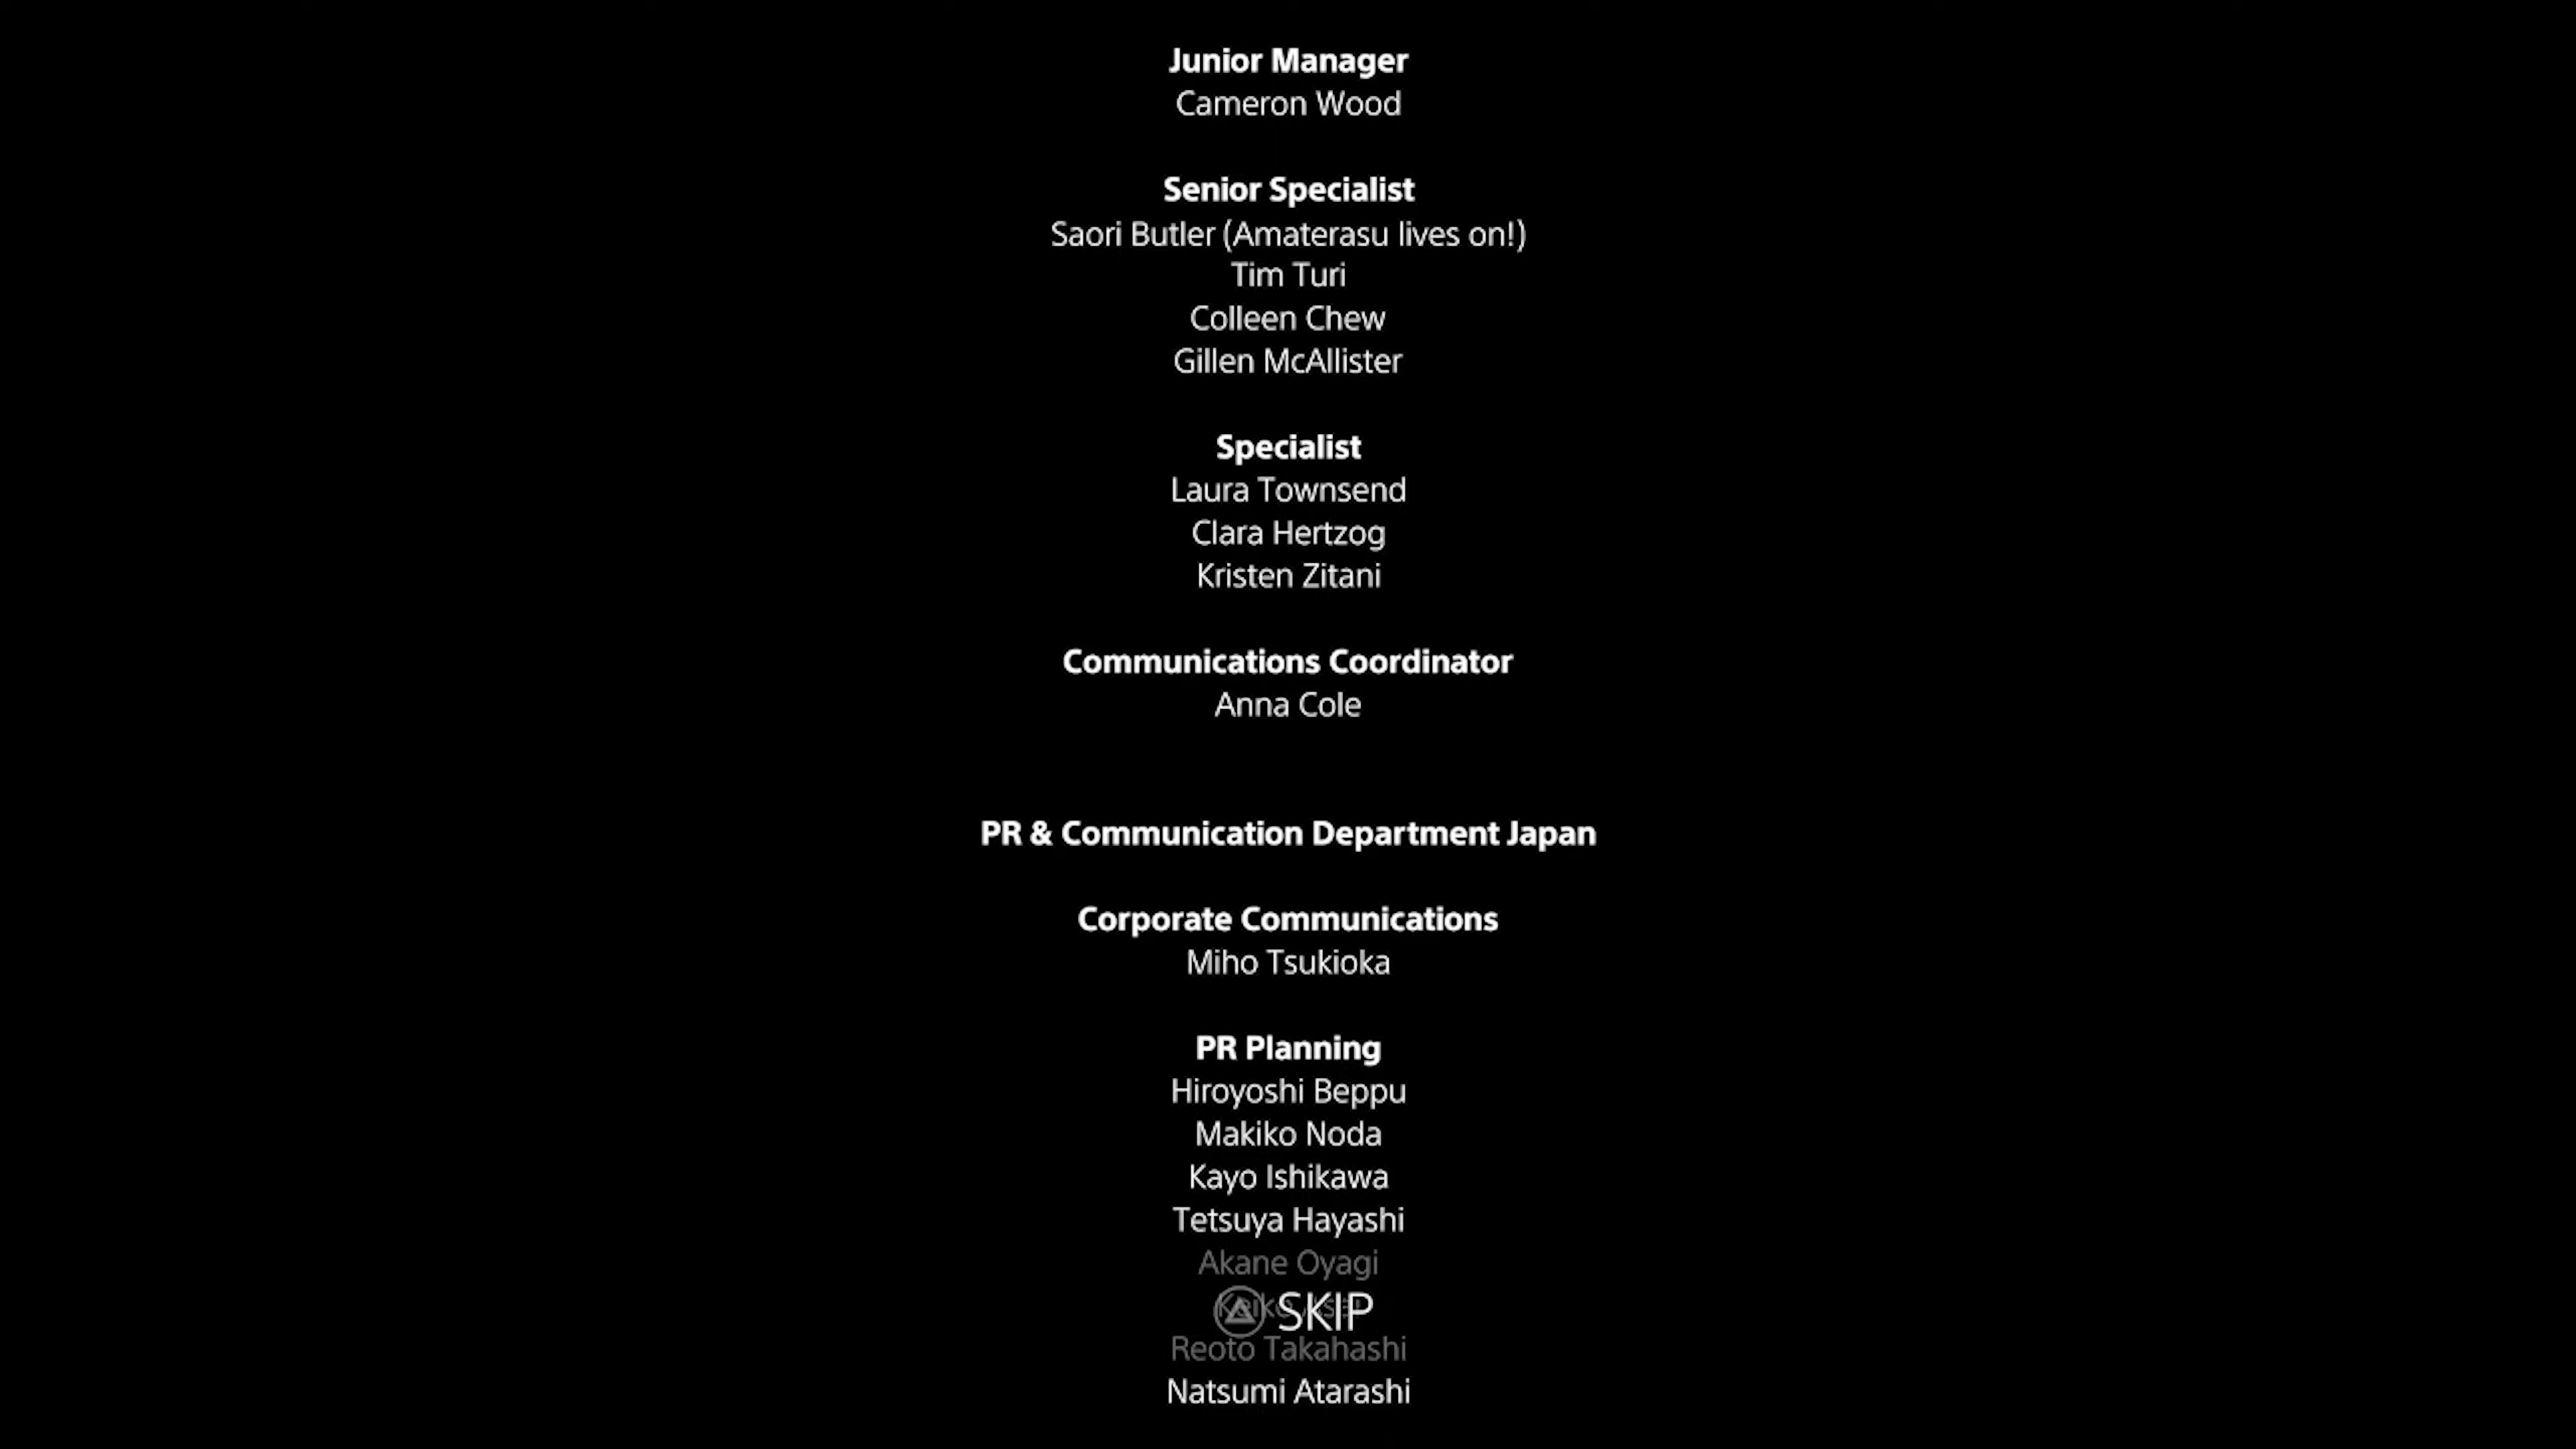 Junior Manager
Cameron Wood
Senior Specialist
Saori Butler (Amaterasu lives on!)
Tim Turi
Colleen Chew
Gillen McAllister
Specialist
Laura Townsend
Clara Hertzog
Kristen Zitani
Communications Coordinator
Anna Cole
PR & Communication Department Japan
Corporate Communications
Miho Tsukioka
PR Planning
Hiroyoshi Beppu
Makiko Noda
Kayo Ishikawa
Tetsuya Hayashi
Akane Oyagi
SKIP
Reoto Takahashi
Natsumi Atarashi